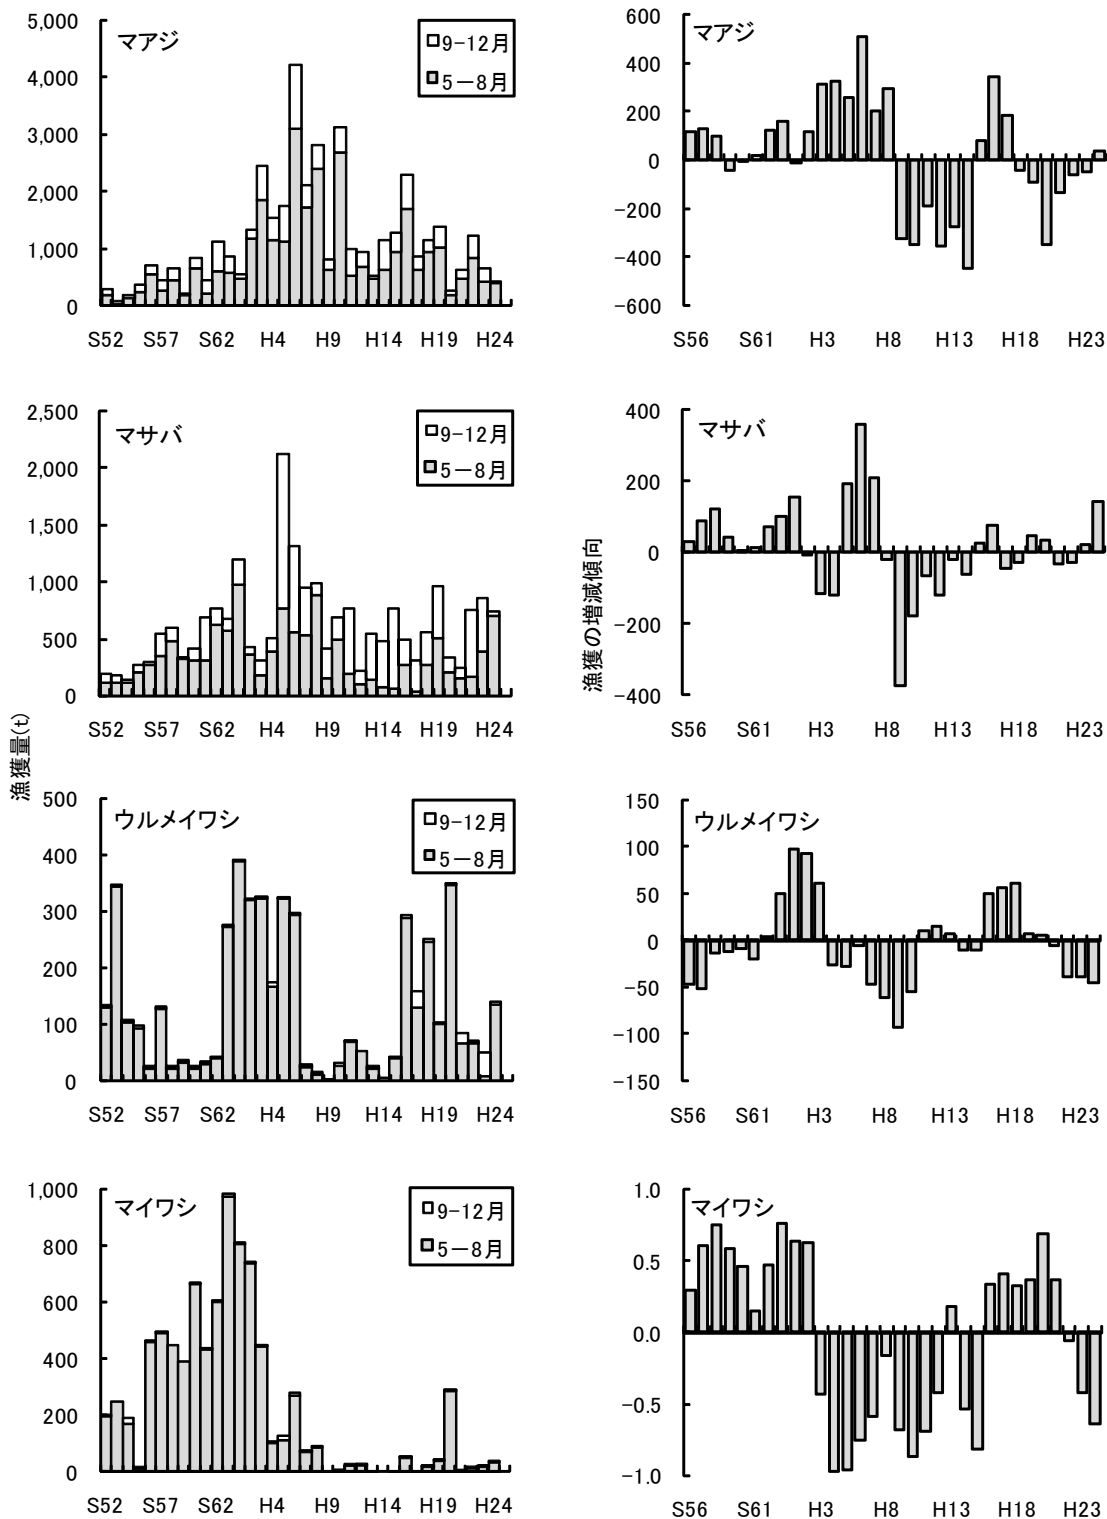 漁獲量(t)
マアジ
□9-12月
■5－8月
5,000
4,000
3,000
2,000
1,000
0
S52 S57 S62 H4 H9 H14 H19 H24
マアジ
600
400
200
0
-200
-400
-600
S56 S61 H3 H8 H13 H18 H23
マサバ
□9-12月
■5－8月
2,500
2,000
1,500
1,000
500
0
S52 S57 S62 H4 H9 H14 H19 H24
漁獲の増減傾向
マサバ
400
200
0
-200
-400
S56 S61 H3 H8 H13 H18 H23
ウルメイワシ
□9-12月
■5－8月
500
400
300
200
100
0
S52 S57 S62 H4 H9 H14 H19 H24
ウルメイワシ
150
100
50
0
-50
-100
-150
S56 S61 H3 H8 H13 H18 H23
マイワシ
□9-12月
■5－8月
1,000
800
600
400
200
0
S52 S57 S62 H4 H9 H14 H19 H24
マイワシ
1.0
0.5
0.0
-0.5
-1.0
S56 S61 H3 H8 H13 H18 H23